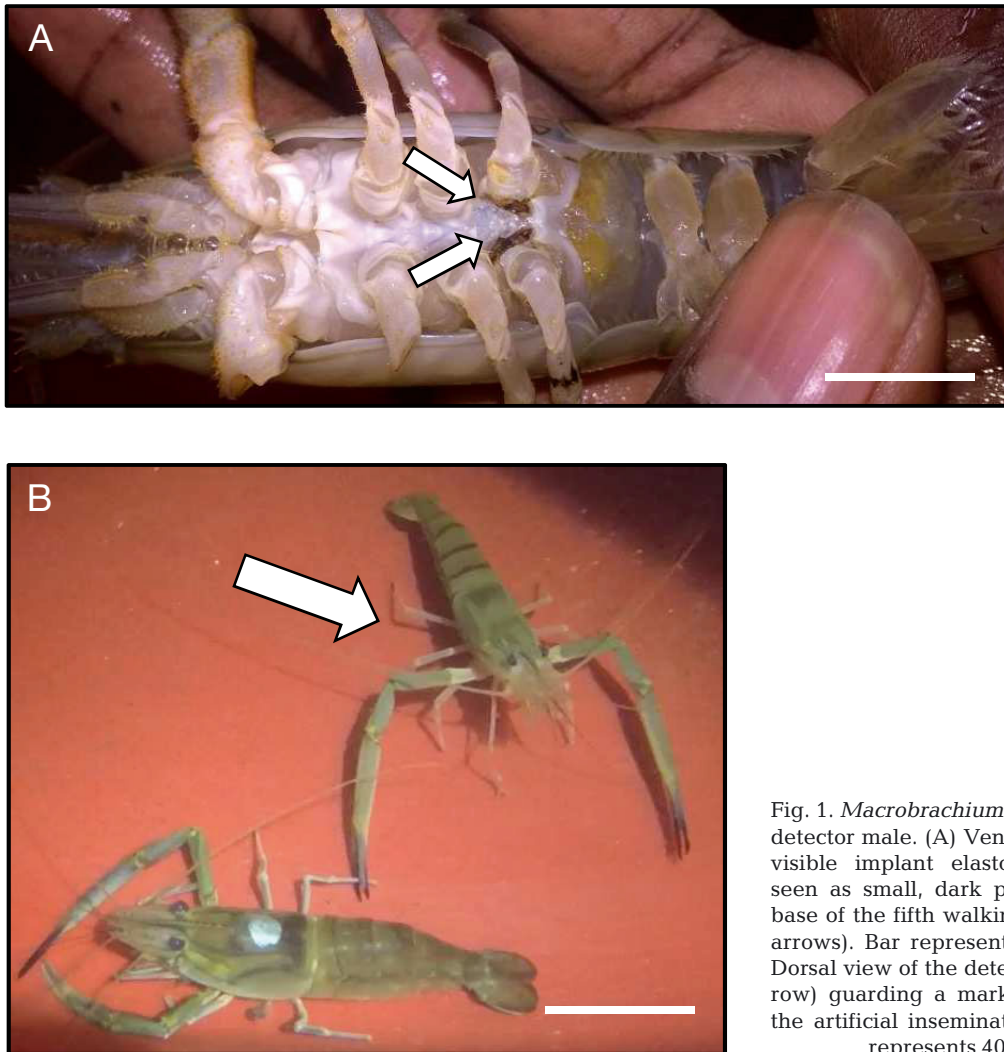 A
B
Fig. 1. Macrobrachium
detector male. (A) Ven
visible implant elasto
seen as small, dark p
base of the fifth walkin
arrows). Bar represent
Dorsal view of the dete
row) guarding a mark
the artificial inseminat
represents 40